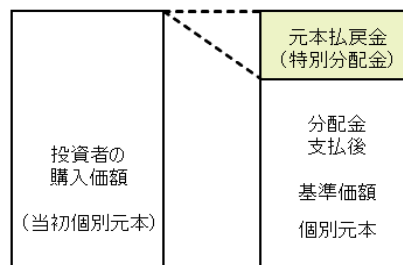 投資者の
購入価額
(当初個別元本)
元本払戻金
(特別分配金)
分配金
支払後
基準価額
個別元本